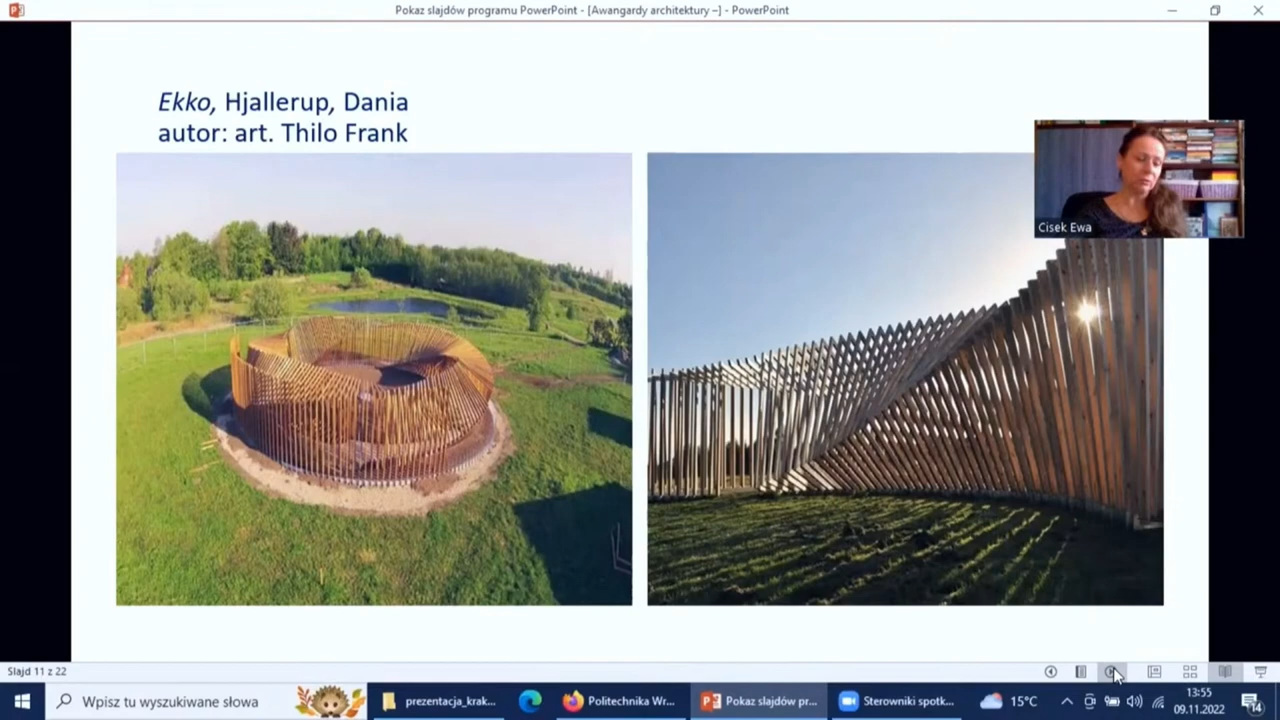 Pokaz slajdów programu PowerPoint - [Awangardy architektury –] - PowerPoint
Ekko, Hjallerup, Dania
autor: art. Thilo Frank
Cisek Ewa
Slajd 11 z 22
Wpisz tu wyszukiwane słowa
prezentacja_krak...
Politechnika Wr...
Pokaz slajdów pr...
Sterowniki spotk...
15°C
13:55
09.11.2022
14